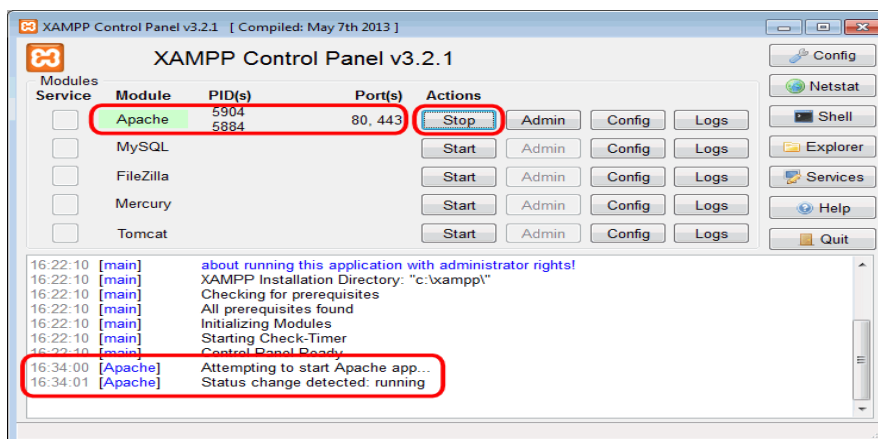 XAMPP Control Panel v3.2.1 [ Compiled: May 7th 2013 ]
XAMPP Control Panel v3.2.1
Config
Modules
Service Module PID(s) Port(s) Actions
Netstat
Apache 5904 5884 80, 443 Stop Admin Config Logs
Shell
MySQL Start Admin Config Logs
Explorer
FileZilla Start Admin Config Logs
Services
Mercury Start Admin Config Logs
Help
Tomcat Start Admin Config Logs
Quit
16:22:10 [main] about running this application with administrator rights!
16:22:10 [main] XAMPP Installation Directory: "c:\xampp\"
16:22:10 [main] Checking for prerequisites
16:22:10 [main] All prerequisites found
16:22:10 [main] Initializing Modules
16:22:10 [main] Starting Check-Timer
16:22:10 [main] Control Panel Ready
16:34:00 [Apache] Attempting to start Apache app...
16:34:01 [Apache] Status change detected: running